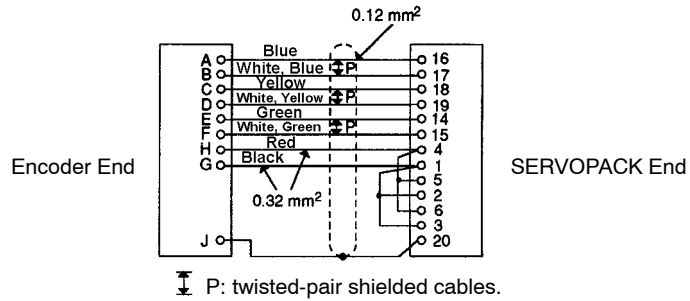 0.12 mm²
A Blue 16
B White, Blue P 17
C Yellow 18
D White, Yellow P 19
E Green 14
F White, Green P 15
H Red 4
G Black 1
Encoder End SERVOPACK End
5
0.32 mm² 2
6
3
J 20
P: twisted-pair shielded cables.